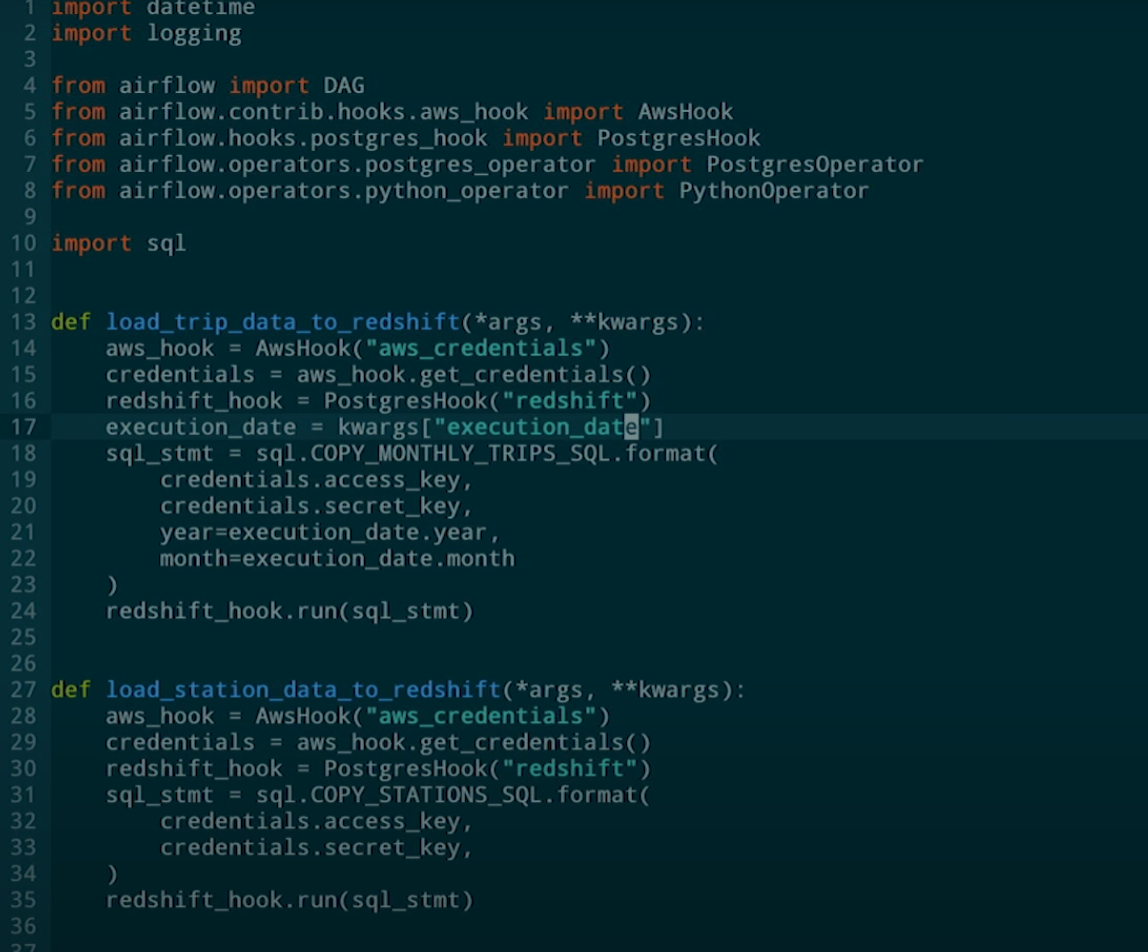 1 import datetime
2 import logging
3
4 from airflow import DAG
5 from airflow.contrib.hooks.aws_hook import AwsHook
6 from airflow.hooks.postgres_hook import PostgresHook
7 from airflow.operators.postgres_operator import PostgresOperator
8 from airflow.operators.python_operator import PythonOperator
9
10 import sql
11
12
13 def load_trip_data_to_redshift(*args, **kwargs):
14     aws_hook = AwsHook("aws_credentials")
15     credentials = aws_hook.get_credentials()
16     redshift_hook = PostgresHook("redshift")
17     execution_date = kwargs["execution_date"]
18     sql_stmt = sql.COPY_MONTHLY_TRIPS_SQL.format(
19         credentials.access_key,
20         credentials.secret_key,
21         year=execution_date.year,
22         month=execution_date.month
23     )
24     redshift_hook.run(sql_stmt)
25
26
27 def load_station_data_to_redshift(*args, **kwargs):
28     aws_hook = AwsHook("aws_credentials")
29     credentials = aws_hook.get_credentials()
30     redshift_hook = PostgresHook("redshift")
31     sql_stmt = sql.COPY_STATIONS_SQL.format(
32         credentials.access_key,
33         credentials.secret_key,
34     )
35     redshift_hook.run(sql_stmt)
36
37